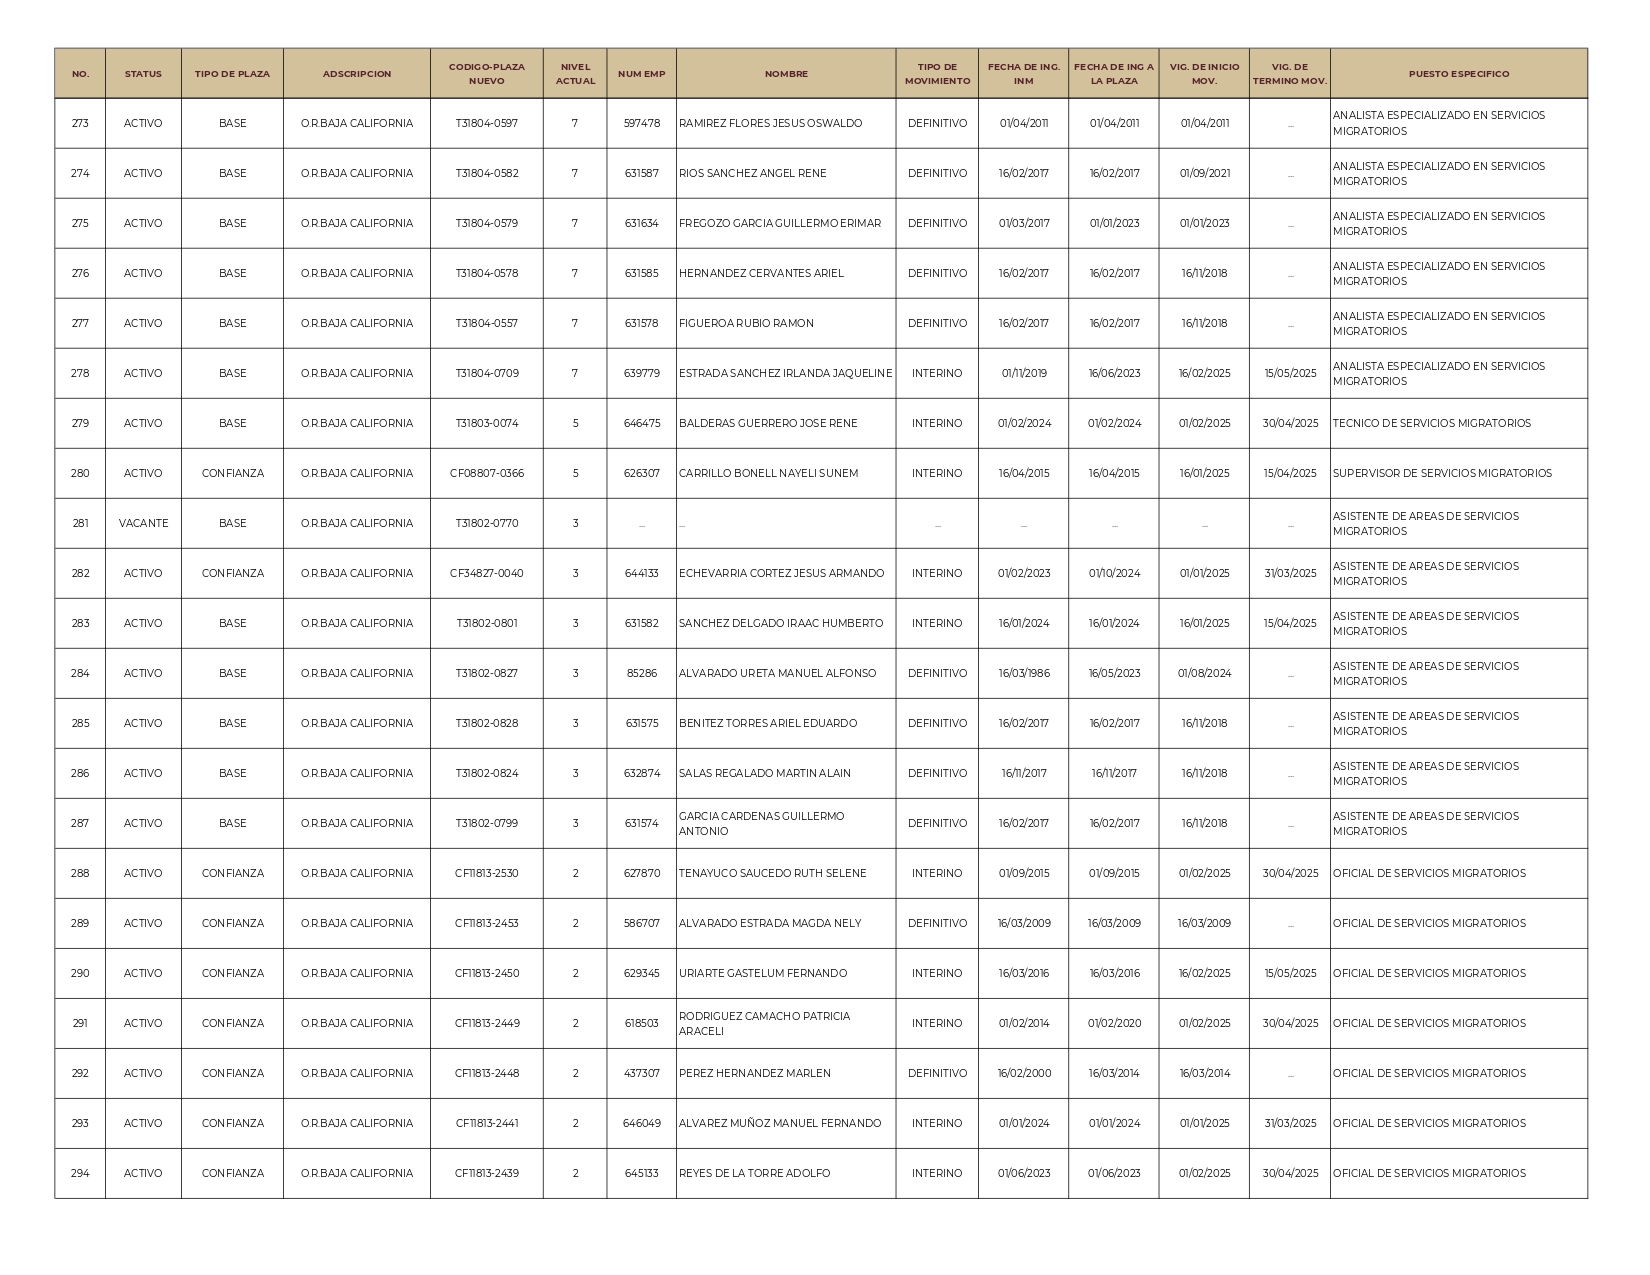 NO. STATUS TIPO DE PLAZA ADSCRIPCION CODIGO-PLAZA NUEVO NIVEL ACTUAL NUM EMP NOMBRE TIPO DE MOVIMIENTO FECHA DE ING. INM FECHA DE ING A LA PLAZA VIG. DE INICIO MOV. VIG. DE TERMINO MOV. PUESTO ESPECIFICO
273 ACTIVO BASE O.R.BAJA CALIFORNIA T31804-0597 7 597478 RAMIREZ FLORES JESUS OSWALDO DEFINITIVO 01/04/2011 01/04/2011 01/04/2011 ... ANALISTA ESPECIALIZADO EN SERVICIOS MIGRATORIOS
274 ACTIVO BASE O.R.BAJA CALIFORNIA T31804-0582 7 631587 RIOS SANCHEZ ANGEL RENE DEFINITIVO 16/02/2017 16/02/2017 01/09/2021 ... ANALISTA ESPECIALIZADO EN SERVICIOS MIGRATORIOS
275 ACTIVO BASE O.R.BAJA CALIFORNIA T31804-0579 7 631634 FREGOZO GARCIA GUILLERMO ERIMAR DEFINITIVO 01/03/2017 01/01/2023 01/01/2023 ... ANALISTA ESPECIALIZADO EN SERVICIOS MIGRATORIOS
276 ACTIVO BASE O.R.BAJA CALIFORNIA T31804-0578 7 631585 HERNANDEZ CERVANTES ARIEL DEFINITIVO 16/02/2017 16/02/2017 16/11/2018 ... ANALISTA ESPECIALIZADO EN SERVICIOS MIGRATORIOS
277 ACTIVO BASE O.R.BAJA CALIFORNIA T31804-0557 7 631578 FIGUEROA RUBIO RAMON DEFINITIVO 16/02/2017 16/02/2017 16/11/2018 ... ANALISTA ESPECIALIZADO EN SERVICIOS MIGRATORIOS
278 ACTIVO BASE O.R.BAJA CALIFORNIA T31804-0709 7 639779 ESTRADA SANCHEZ IRLANDA JAQUELINE INTERINO 01/11/2019 16/06/2023 16/02/2025 15/05/2025 ANALISTA ESPECIALIZADO EN SERVICIOS MIGRATORIOS
279 ACTIVO BASE O.R.BAJA CALIFORNIA T31803-0074 5 646475 BALDERAS GUERRERO JOSE RENE INTERINO 01/02/2024 01/02/2024 01/02/2025 30/04/2025 TECNICO DE SERVICIOS MIGRATORIOS
280 ACTIVO CONFIANZA O.R.BAJA CALIFORNIA CF08807-0366 5 626307 CARRILLO BONELL NAYELI SUNEM INTERINO 16/04/2015 16/04/2015 16/01/2025 15/04/2025 SUPERVISOR DE SERVICIOS MIGRATORIOS
281 VACANTE BASE O.R.BAJA CALIFORNIA T31802-0770 3 ... ... ... ... ... ... ... ASISTENTE DE AREAS DE SERVICIOS MIGRATORIOS
282 ACTIVO CONFIANZA O.R.BAJA CALIFORNIA CF34827-0040 3 644133 ECHEVARRIA CORTEZ JESUS ARMANDO INTERINO 01/02/2023 01/10/2024 01/01/2025 31/03/2025 ASISTENTE DE AREAS DE SERVICIOS MIGRATORIOS
283 ACTIVO BASE O.R.BAJA CALIFORNIA T31802-0801 3 631582 SANCHEZ DELGADO IRAAC HUMBERTO INTERINO 16/01/2024 16/01/2024 16/01/2025 15/04/2025 ASISTENTE DE AREAS DE SERVICIOS MIGRATORIOS
284 ACTIVO BASE O.R.BAJA CALIFORNIA T31802-0827 3 85286 ALVARADO URETA MANUEL ALFONSO DEFINITIVO 16/03/1986 16/05/2023 01/08/2024 ... ASISTENTE DE AREAS DE SERVICIOS MIGRATORIOS
285 ACTIVO BASE O.R.BAJA CALIFORNIA T31802-0828 3 631575 BENITEZ TORRES ARIEL EDUARDO DEFINITIVO 16/02/2017 16/02/2017 16/11/2018 ... ASISTENTE DE AREAS DE SERVICIOS MIGRATORIOS
286 ACTIVO BASE O.R.BAJA CALIFORNIA T31802-0824 3 632874 SALAS REGALADO MARTIN ALAIN DEFINITIVO 16/11/2017 16/11/2017 16/11/2018 ... ASISTENTE DE AREAS DE SERVICIOS MIGRATORIOS
287 ACTIVO BASE O.R.BAJA CALIFORNIA T31802-0799 3 631574 GARCIA CARDENAS GUILLERMO ANTONIO DEFINITIVO 16/02/2017 16/02/2017 16/11/2018 ... ASISTENTE DE AREAS DE SERVICIOS MIGRATORIOS
288 ACTIVO CONFIANZA O.R.BAJA CALIFORNIA CF11813-2530 2 627870 TENAYUCO SAUCEDO RUTH SELENE INTERINO 01/09/2015 01/09/2015 01/02/2025 30/04/2025 OFICIAL DE SERVICIOS MIGRATORIOS
289 ACTIVO CONFIANZA O.R.BAJA CALIFORNIA CF11813-2453 2 586707 ALVARADO ESTRADA MAGDA NELY DEFINITIVO 16/03/2009 16/03/2009 16/03/2009 ... OFICIAL DE SERVICIOS MIGRATORIOS
290 ACTIVO CONFIANZA O.R.BAJA CALIFORNIA CF11813-2450 2 629345 URIARTE GASTELUM FERNANDO INTERINO 16/03/2016 16/03/2016 16/02/2025 15/05/2025 OFICIAL DE SERVICIOS MIGRATORIOS
291 ACTIVO CONFIANZA O.R.BAJA CALIFORNIA CF11813-2449 2 618503 RODRIGUEZ CAMACHO PATRICIA ARACELI INTERINO 01/02/2014 01/02/2020 01/02/2025 30/04/2025 OFICIAL DE SERVICIOS MIGRATORIOS
292 ACTIVO CONFIANZA O.R.BAJA CALIFORNIA CF11813-2448 2 437307 PEREZ HERNANDEZ MARLEN DEFINITIVO 16/02/2000 16/03/2014 16/03/2014 ... OFICIAL DE SERVICIOS MIGRATORIOS
293 ACTIVO CONFIANZA O.R.BAJA CALIFORNIA CF11813-2441 2 646049 ALVAREZ MUÑOZ MANUEL FERNANDO INTERINO 01/01/2024 01/01/2024 01/01/2025 31/03/2025 OFICIAL DE SERVICIOS MIGRATORIOS
294 ACTIVO CONFIANZA O.R.BAJA CALIFORNIA CF11813-2439 2 645133 REYES DE LA TORRE ADOLFO INTERINO 01/06/2023 01/06/2023 01/02/2025 30/04/2025 OFICIAL DE SERVICIOS MIGRATORIOS